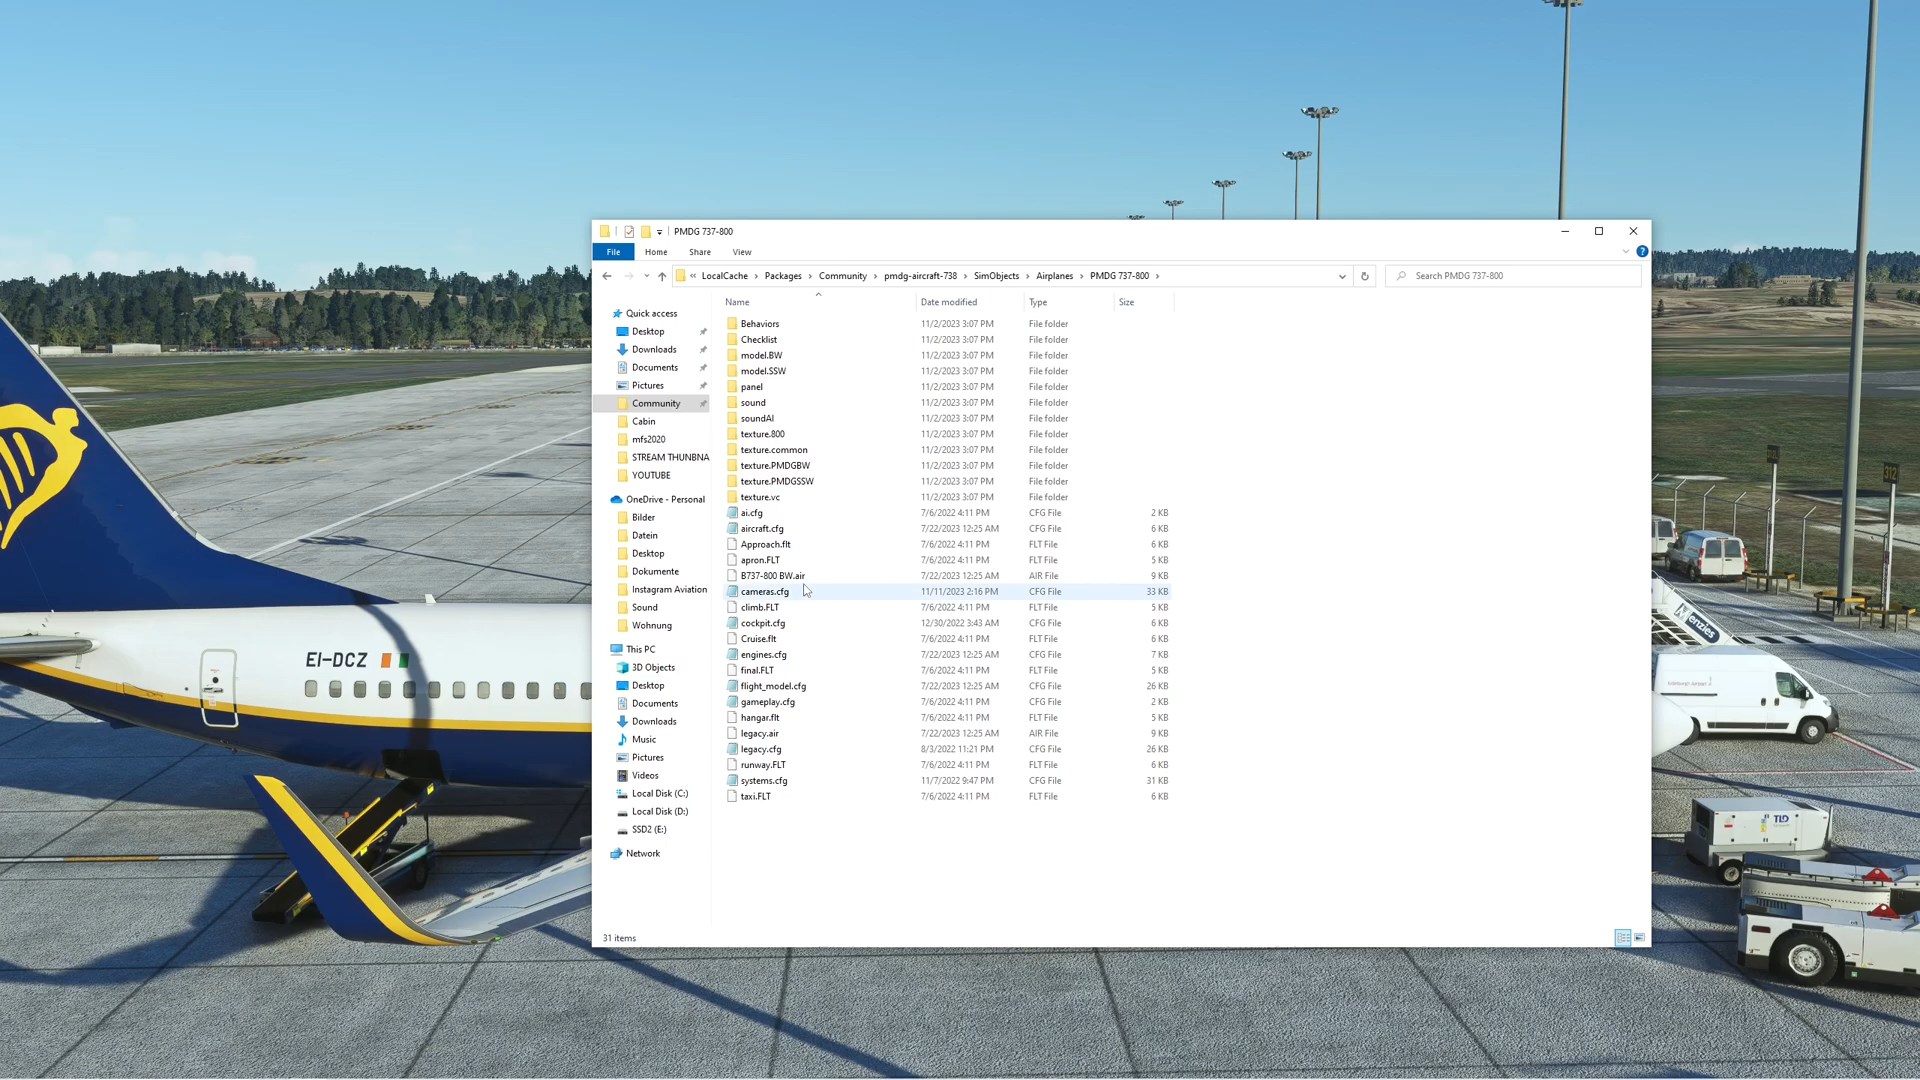 PMDG 737-800
File Home Share View
« LocalCache › Packages › Community › pmdg-aircraft-738 › SimObjects › Airplanes › PMDG 737-800 ›
Search PMDG 737-800
Name Date modified Type Size
Quick access
Desktop
Downloads
Documents
Pictures
Community
Cabin
mfs2020
STREAM THUNBNA
YOUTUBE
OneDrive - Personal
Bilder
Datein
Desktop
Dokumente
Instagram Aviation
Sound
Wohnung
This PC
3D Objects
Desktop
Documents
Downloads
Music
Pictures
Videos
Local Disk (C:)
Local Disk (D:)
SSD2 (E:)
Network
Behaviors 11/2/2023 3:07 PM File folder
Checklist 11/2/2023 3:07 PM File folder
model.BW 11/2/2023 3:07 PM File folder
model.SSW 11/2/2023 3:07 PM File folder
panel 11/2/2023 3:07 PM File folder
sound 11/2/2023 3:07 PM File folder
soundAI 11/2/2023 3:07 PM File folder
texture.800 11/2/2023 3:07 PM File folder
texture.common 11/2/2023 3:07 PM File folder
texture.PMDGBW 11/2/2023 3:07 PM File folder
texture.PMDGSSW 11/2/2023 3:07 PM File folder
texture.vc 11/2/2023 3:07 PM File folder
ai.cfg 7/6/2022 4:11 PM CFG File 2 KB
aircraft.cfg 7/22/2023 12:25 AM CFG File 6 KB
Approach.flt 7/6/2022 4:11 PM FLT File 6 KB
apron.FLT 7/6/2022 4:11 PM FLT File 5 KB
B737-800 BW.air 7/22/2023 12:25 AM AIR File 9 KB
cameras.cfg 11/11/2023 2:16 PM CFG File 33 KB
climb.FLT 7/6/2022 4:11 PM FLT File 5 KB
cockpit.cfg 12/30/2022 3:43 AM CFG File 6 KB
Cruise.flt 7/6/2022 4:11 PM FLT File 6 KB
engines.cfg 7/22/2023 12:25 AM CFG File 7 KB
final.FLT 7/6/2022 4:11 PM FLT File 5 KB
flight_model.cfg 7/22/2023 12:25 AM CFG File 26 KB
gameplay.cfg 7/6/2022 4:11 PM CFG File 2 KB
hangar.flt 7/6/2022 4:11 PM FLT File 5 KB
legacy.air 7/22/2023 12:25 AM AIR File 9 KB
legacy.cfg 8/3/2022 11:21 PM CFG File 26 KB
runway.FLT 7/6/2022 4:11 PM FLT File 6 KB
systems.cfg 11/7/2022 9:47 PM CFG File 31 KB
taxi.FLT 7/6/2022 4:11 PM FLT File 6 KB
31 items
EI-DCZ
312
Menzies
TLD